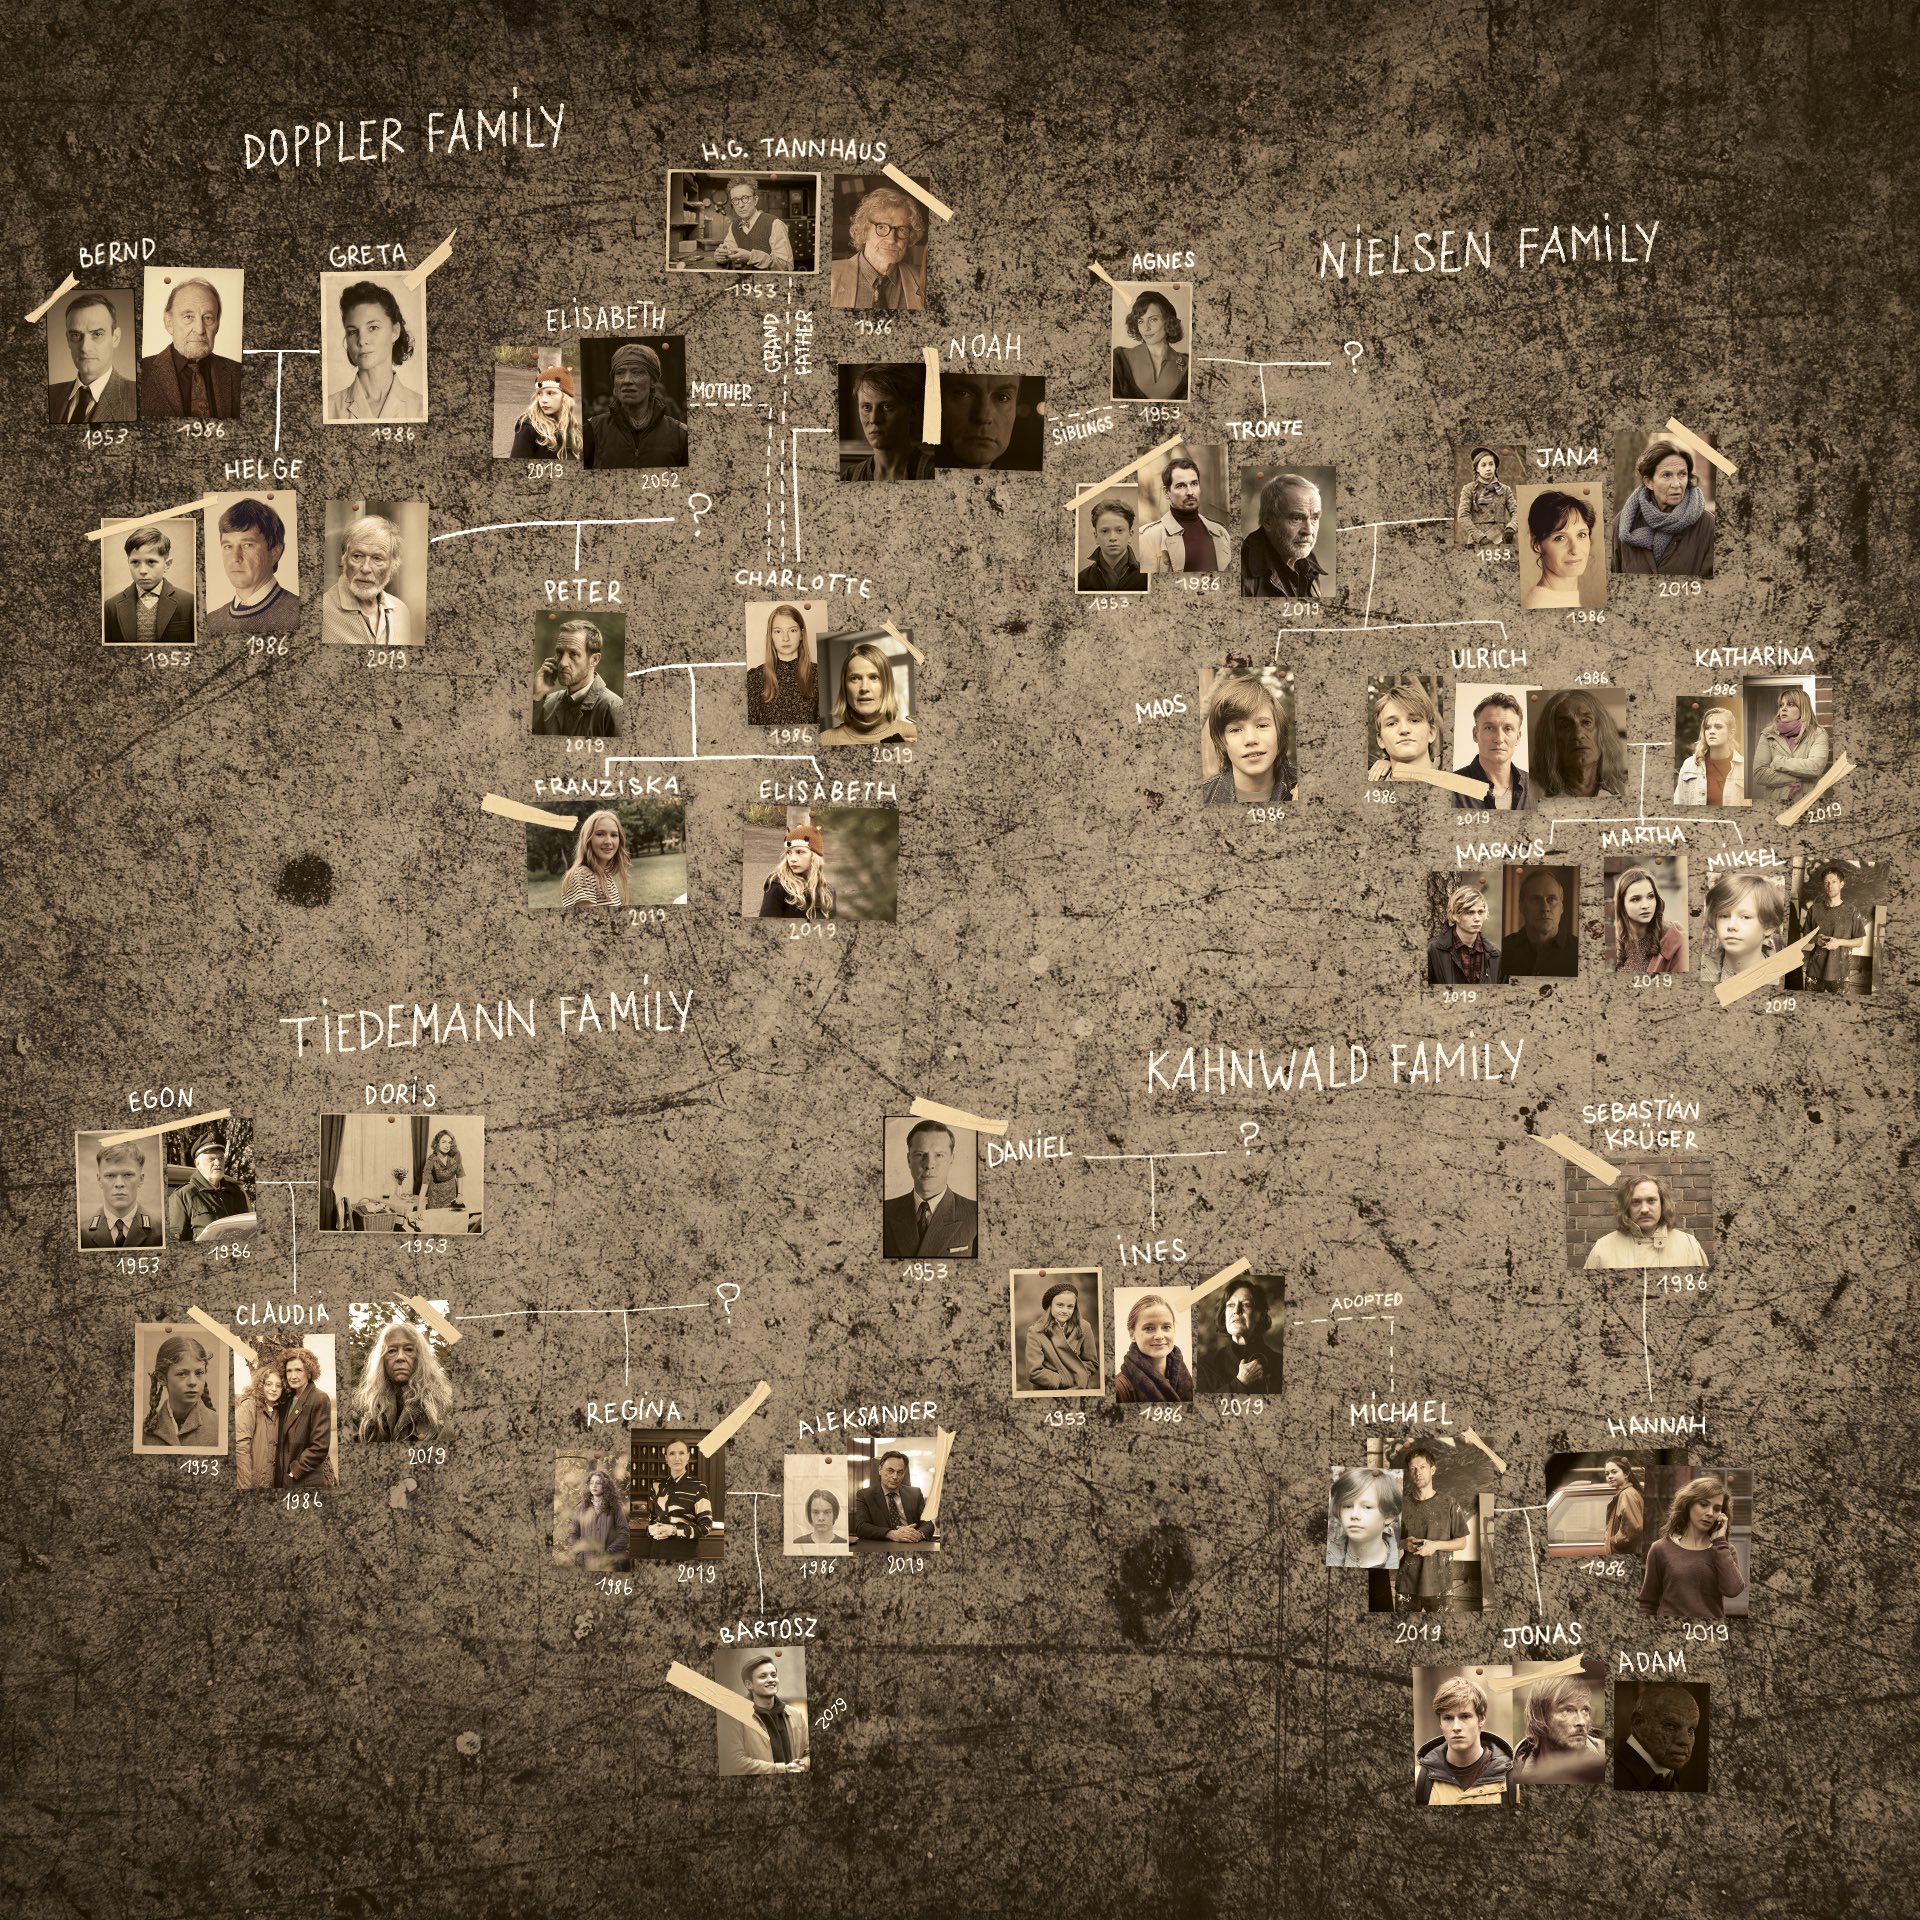 DOPPLER FAMILY
BERND
1953
1986
GRETA
1986
HELGE
1953
1986
2019
?
H.G. TANNHAUS
1953
1986
GRAND
FATHER
ELISABETH
2019
2052
MOTHER
NOAH
SIBLINGS
PETER
2019
CHARLOTTE
1986
2019
FRANZISKA
2019
ELISABETH
2019
NIELSEN FAMILY
AGNES
1953
?
TRONTE
1953
1986
2019
JANA
1953
1986
2019
MADS
1986
ULRICH
1986
2019
1986
KATHARINA
1986
2019
MAGNUS
2019
MARTHA
2019
MIKKEL
2019
TIEDEMANN FAMILY
EGON
1953
1986
DORIS
1953
CLAUDIA
1953
1986
2019
?
REGINA
1986
2019
ALEKSANDER
1986
2019
BARTOSZ
2019
KAHNWALD FAMILY
DANIEL
1953
?
INES
1953
1986
2019
ADOPTED
SEBASTIAN
KRÜGER
1986
MICHAEL
2019
HANNAH
1986
2019
JONAS
ADAM